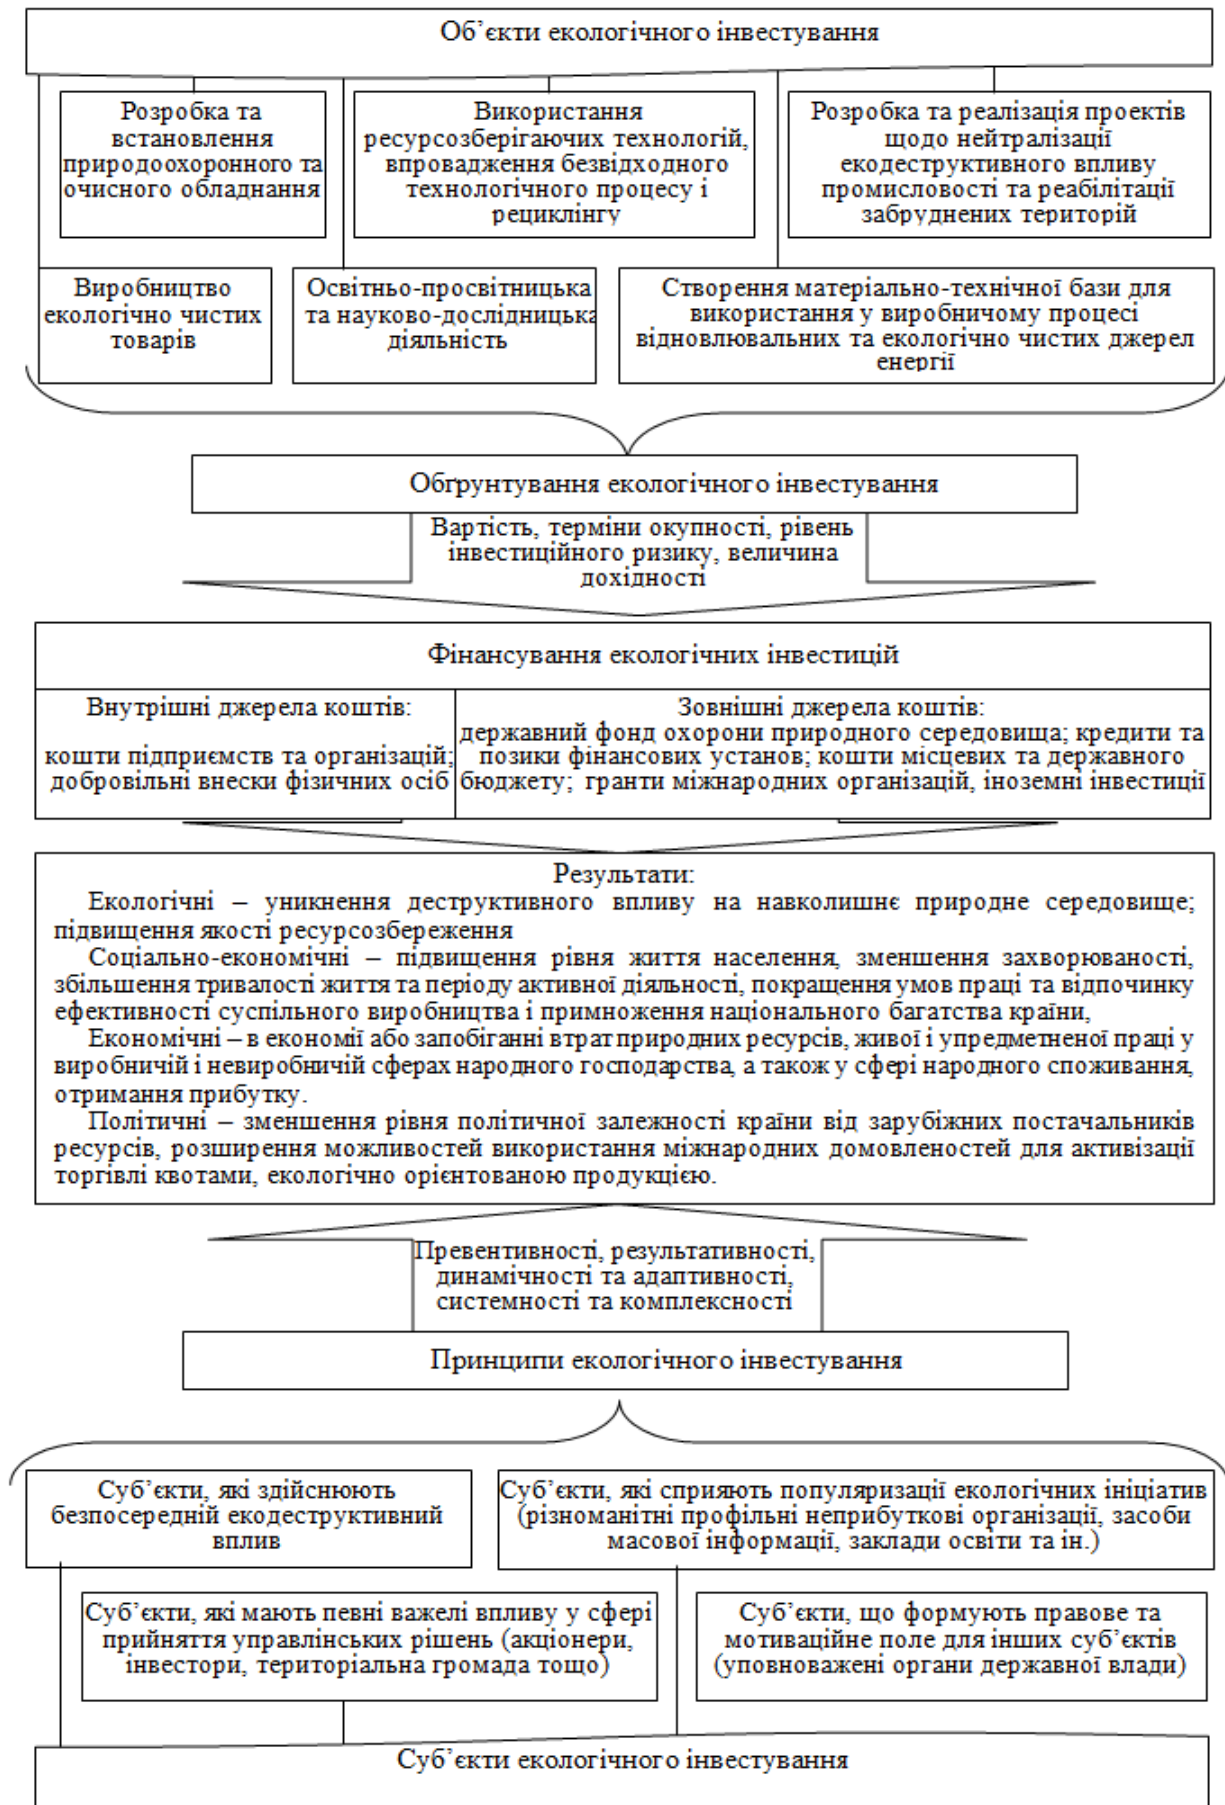 Об’єкти екологічного інвестування
Розробка та
встановлення
природоохоронного та
очисного обладнання
Використання
ресурсозберігаючих технологій,
впровадження безвідходного
технологічного процесу і
рециклінгу
Розробка та реалізація проектів
щодо нейтралізації
екодеструктивного впливу
промисловості та реабілітації
забруднених територій
Виробництво
екологічно чистих
товарів
Освітньо-просвітницька
та науково-дослідницька
діяльність
Створення матеріально-технічної бази для
використання у виробничому процесі
відновлювальних та екологічно чистих джерел
енергії
Обґрунтування екологічного інвестування
Вартість, терміни окупності, рівень
інвестиційного ризику, величина
дохідності
Фінансування екологічних інвестицій
Внутрішні джерела коштів:
кошти підприємств та організацій;
добровільні внески фізичних осіб
Зовнішні джерела коштів:
державний фонд охорони природного середовища; кредити та
позики фінансових установ; кошти місцевих та державного
бюджету; гранти міжнародних організацій, іноземні інвестиції
Результати:
Екологічні – уникнення деструктивного впливу на навколишнє природне середовище;
підвищення якості ресурсозбереження
Соціально-економічні – підвищення рівня життя населення, зменшення захворюваності,
збільшення тривалості життя та періоду активної діяльності, покращення умов праці та відпочинку
ефективності суспільного виробництва і примноження національного багатства країни,
Економічні – в економії або запобіганні втрат природних ресурсів, живої і упредметненої праці у
виробничій і невиробничій сферах народного господарства, а також у сфері народного споживання,
отримання прибутку.
Політичні – зменшення рівня політичної залежності країни від зарубіжних постачальників
ресурсів, розширення можливостей використання міжнародних домовленостей для активізації
торгівлі квотами, екологічно орієнтованою продукцією.
Превентивності, результативності,
динамічності та адаптивності,
системності та комплексності
Принципи екологічного інвестування
Суб’єкти, які здійснюють
безпосередній екодеструктивний
вплив
Суб’єкти, які сприяють популяризації екологічних ініціатив
(різноманітні профільні неприбуткові організації, засоби
масової інформації, заклади освіти та ін.)
Суб’єкти, які мають певні важелі впливу у сфері
прийняття управлінських рішень (акціонери,
інвестори, територіальна громада тощо)
Суб’єкти, що формують правове та
мотиваційне поле для інших суб’єктів
(уповноважені органи державної влади)
Суб’єкти екологічного інвестування